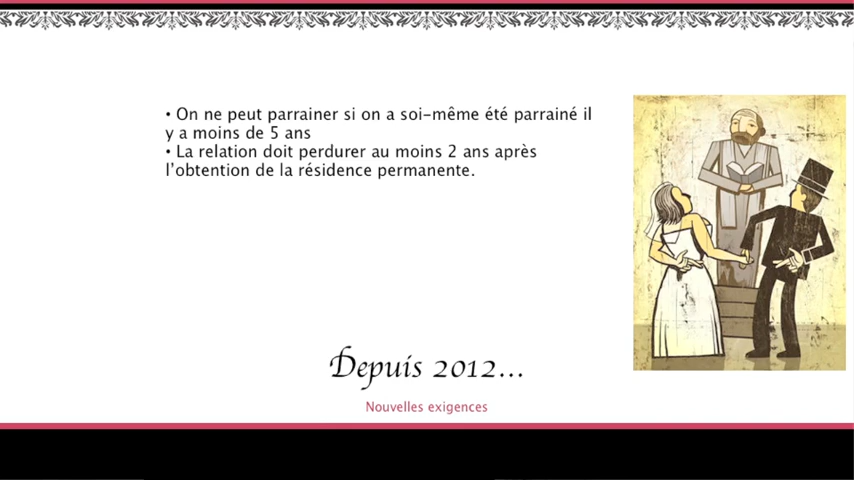 • On ne peut parrainer si on a soi-même été parrainé il
y a moins de 5 ans
• La relation doit perdurer au moins 2 ans après
l'obtention de la résidence permanente.
Depuis 2012...
Nouvelles exigences